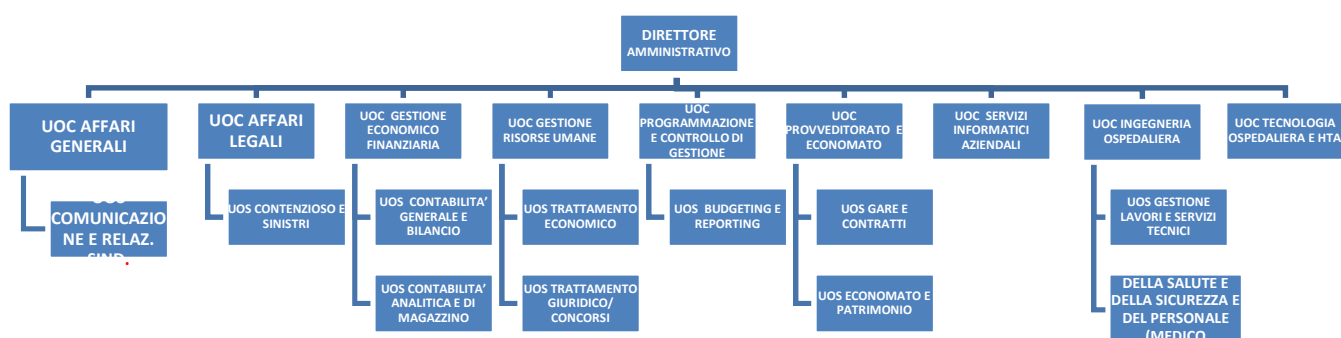 DIRETTORE
AMMINISTRATIVO
UOC AFFARI
GENERALI
UOC AFFARI
LEGALI
UOC GESTIONE
ECONOMICO
FINANZIARIA
UOC GESTIONE
RISORSE UMANE
UOC
PROGRAMMAZIONE
E CONTROLLO DI
GESTIONE
UOC
PROVVEDITORATO E
ECONOMATO
UOC SERVIZI
INFORMATICI
AZIENDALI
UOC INGEGNERIA
OSPEDALIERA
UOC TECNOLOGIA
OSPEDALIERA E HTA
UOS
COMUNICAZIO
NE E RELAZ.
SIND.
UOS CONTENZIOSO E
SINISTRI
UOS CONTABILITA'
GENERALE E
BILANCIO
UOS TRATTAMENTO
ECONOMICO
UOS BUDGETING E
REPORTING
UOS GARE E
CONTRATTI
UOS GESTIONE
LAVORI E SERVIZI
TECNICI
UOS CONTABILITA'
ANALITICA E DI
MAGAZZINO
UOS TRATTAMENTO
GIURIDICO/
CONCORSI
UOS ECONOMATO E
PATRIMONIO
DELLA SALUTE E
DELLA SICUREZZA E
DEL PERSONALE
(MEDICO